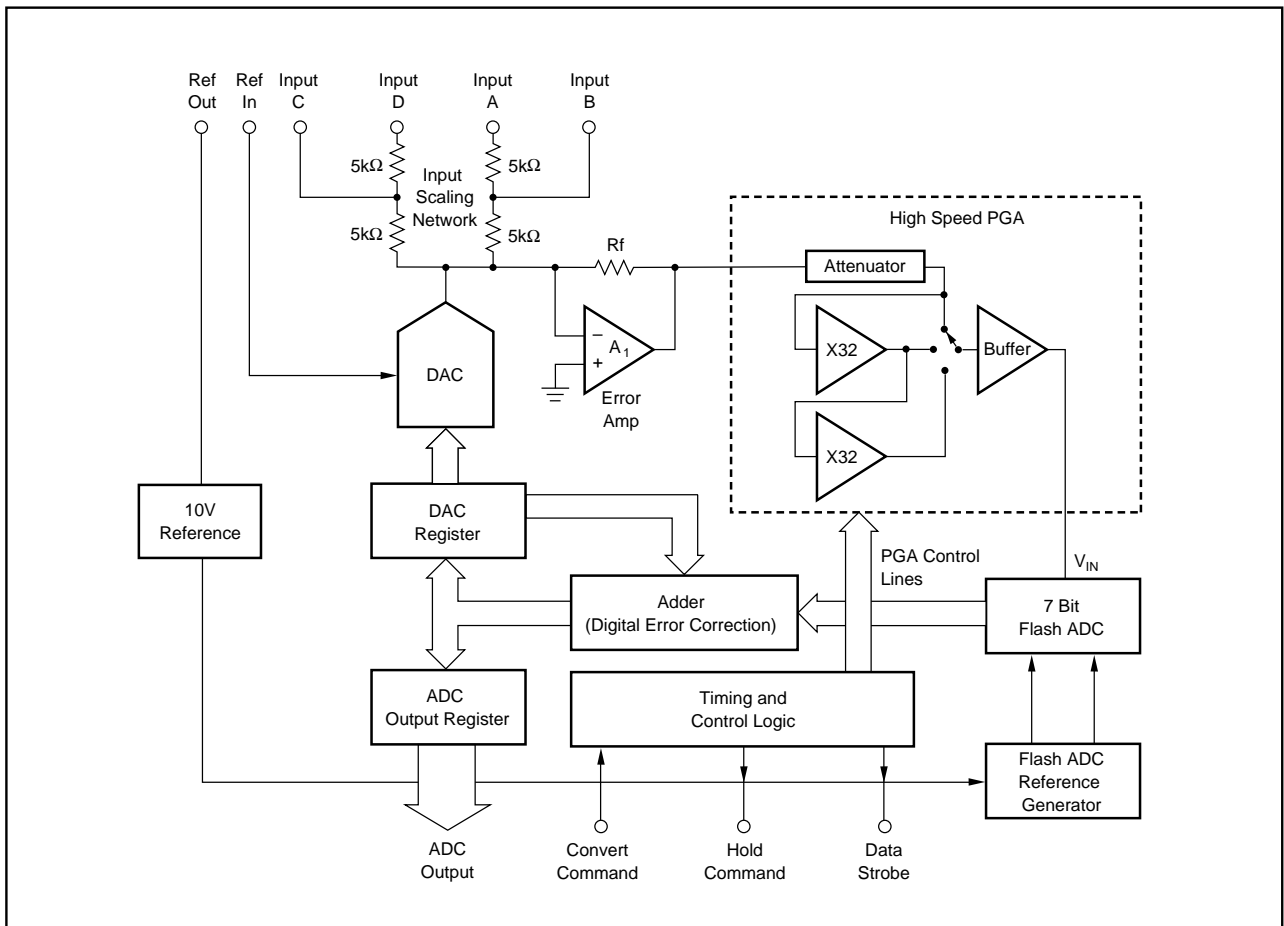 Ref
Out
Ref
In
Input
C
Input
D
Input
A
Input
B
5kΩ
5kΩ
Input
Scaling
Network
5kΩ
5kΩ
Rf
High Speed PGA
Attenuator
X32
Buffer
X32
–
+
A1
Error
Amp
DAC
10V
Reference
DAC
Register
PGA Control
Lines
VIN
Adder
(Digital Error Correction)
7 Bit
Flash ADC
ADC
Output Register
Timing and
Control Logic
Flash ADC
Reference
Generator
ADC
Output
Convert
Command
Hold
Command
Data
Strobe